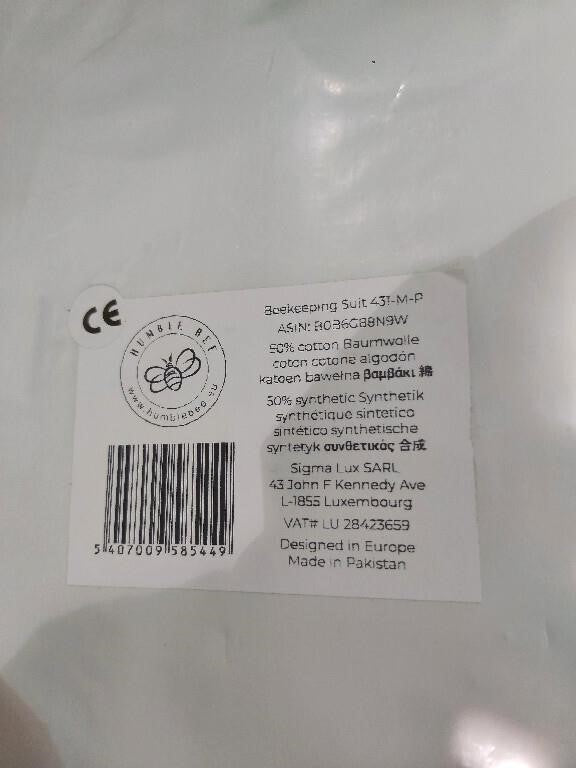 CE
HUMBLE BEE
www.humblebee.eu
5 407009 585449
Beekeeping Suit 431-M-P
ASIN: B0B6G88N9W
50% cotton Baumwolle
coton cotone algodón
katoen bawełna βαμβάκι 綿
50% synthetic Synthetik
synthétique sintetico
sintético synthetische
syntetyk συνθετικός 合成
Sigma Lux SARL
43 John F Kennedy Ave
L-1855 Luxembourg
VAT# LU 28423659
Designed in Europe
Made in Pakistan